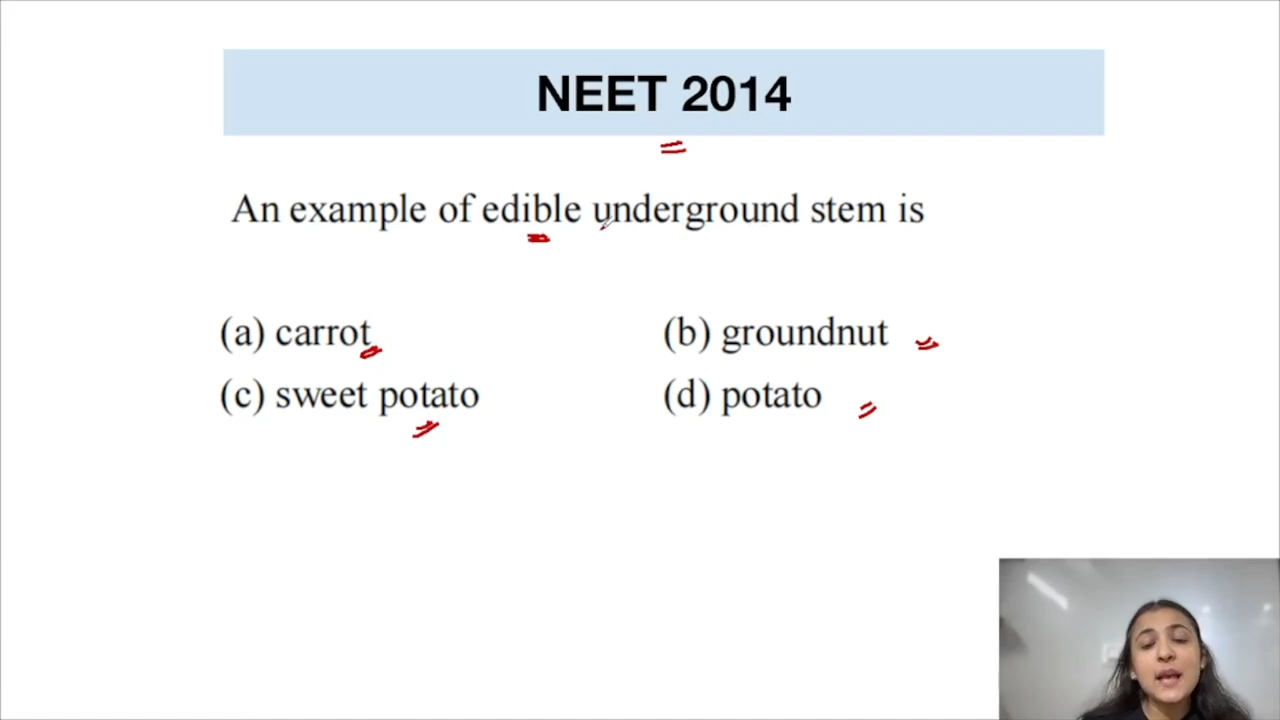 NEET 2014
An example of edible underground stem is
(a) carrot (b) groundnut
(c) sweet potato (d) potato